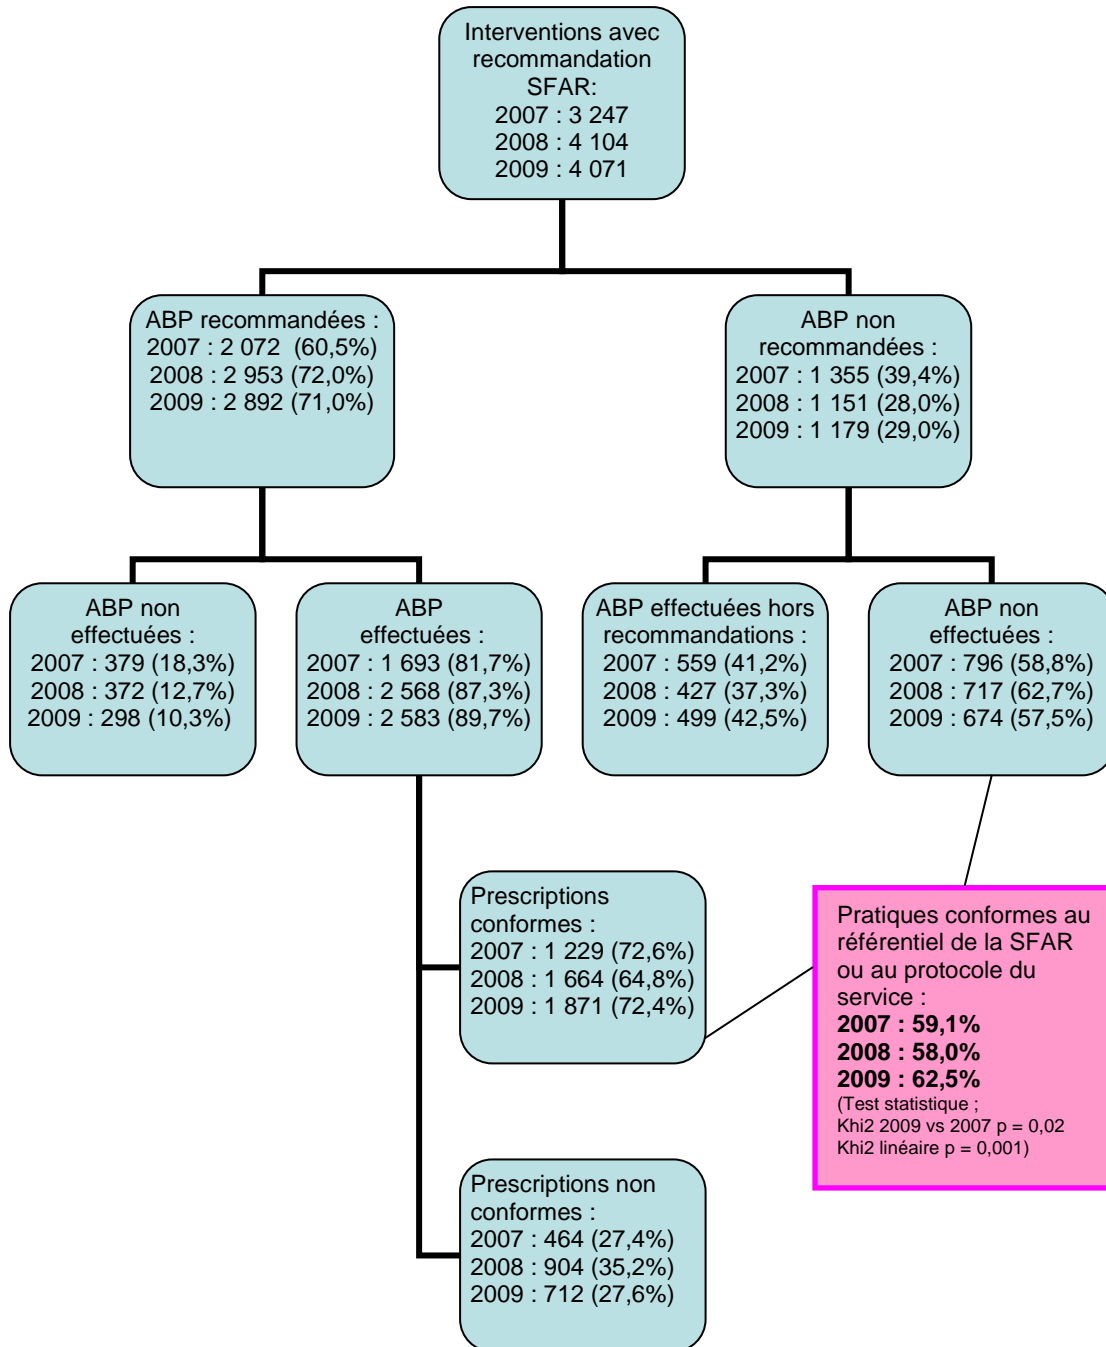 Interventions avec
recommandation
SFAR:
2007 : 3 247
2008 : 4 104
2009 : 4 071
ABP recommandées :
2007 : 2 072 (60,5%)
2008 : 2 953 (72,0%)
2009 : 2 892 (71,0%)
ABP non
recommandées :
2007 : 1 355 (39,4%)
2008 : 1 151 (28,0%)
2009 : 1 179 (29,0%)
ABP non
effectuées :
2007 : 379 (18,3%)
2008 : 372 (12,7%)
2009 : 298 (10,3%)
ABP
effectuées :
2007 : 1 693 (81,7%)
2008 : 2 568 (87,3%)
2009 : 2 583 (89,7%)
ABP effectuées hors
recommandations :
2007 : 559 (41,2%)
2008 : 427 (37,3%)
2009 : 499 (42,5%)
ABP non
effectuées :
2007 : 796 (58,8%)
2008 : 717 (62,7%)
2009 : 674 (57,5%)
Prescriptions
conformes :
2007 : 1 229 (72,6%)
2008 : 1 664 (64,8%)
2009 : 1 871 (72,4%)
Pratiques conformes au
référentiel de la SFAR
ou au protocole du
service :
2007 : 59,1%
2008 : 58,0%
2009 : 62,5%
(Test statistique ;
Khi2 2009 vs 2007 p = 0,02
Khi2 linéaire p = 0,001)
Prescriptions non
conformes :
2007 : 464 (27,4%)
2008 : 904 (35,2%)
2009 : 712 (27,6%)